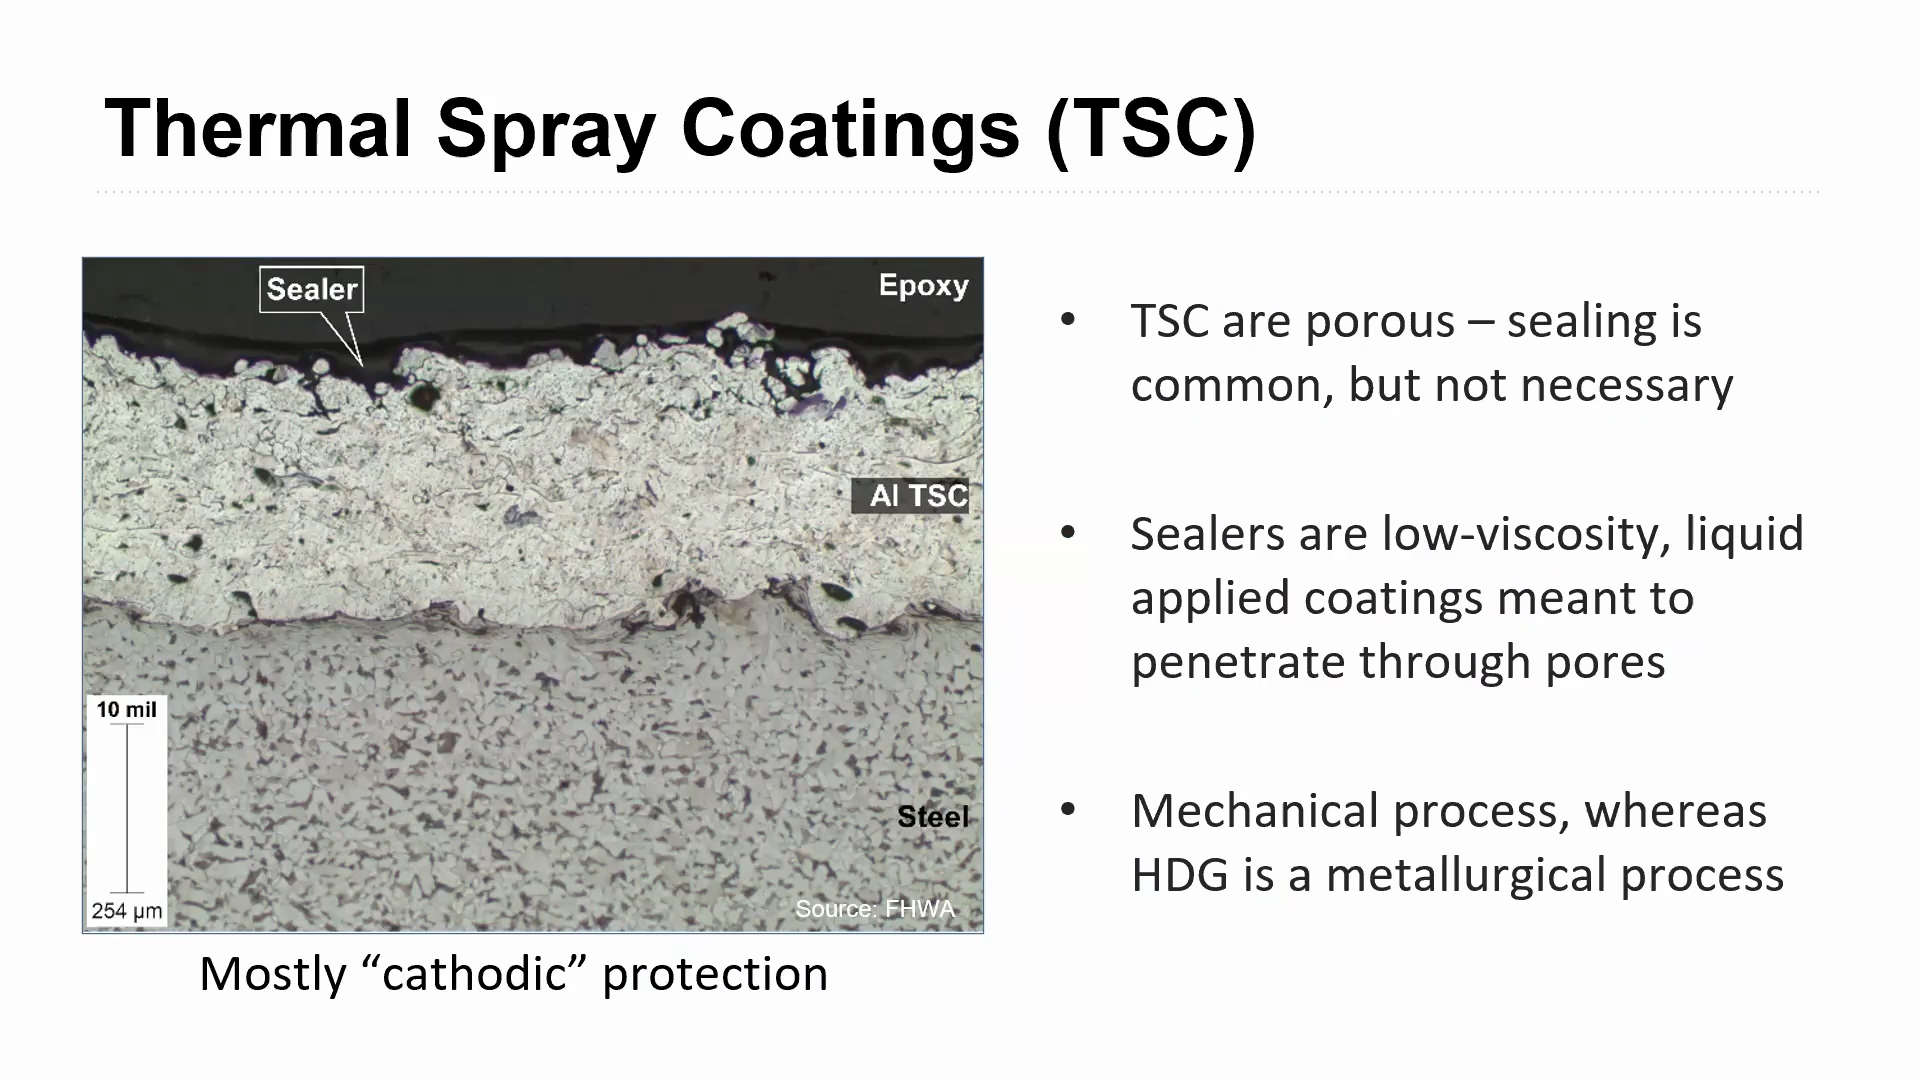 Thermal Spray Coatings (TSC)
Sealer
Epoxy
Al TSC
10 mil
Steel
254 µm
Source: FHWA
Mostly “cathodic” protection
• TSC are porous – sealing is
common, but not necessary
• Sealers are low-viscosity, liquid
applied coatings meant to
penetrate through pores
• Mechanical process, whereas
HDG is a metallurgical process